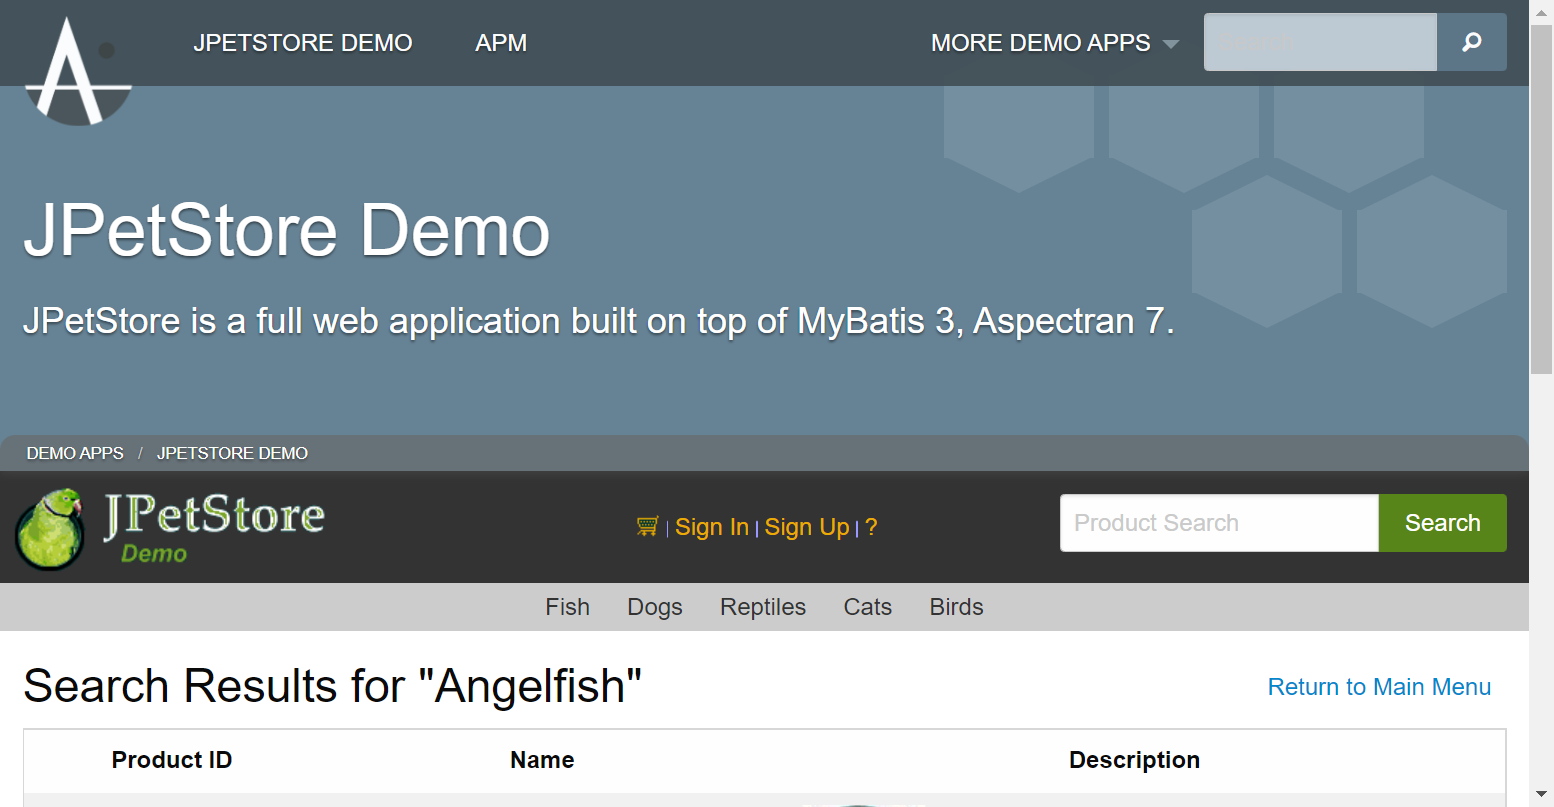 JPETSTORE DEMO
APM
MORE DEMO APPS
JPetStore Demo
JPetStore is a full web application built on top of MyBatis 3, Aspectran 7.
DEMO APPS / JPETSTORE DEMO
JPetStore
Demo
| Sign In | Sign Up | ?
Product Search
Search
Fish
Dogs
Reptiles
Cats
Birds
Search Results for "Angelfish"
Return to Main Menu
Product ID
Name
Description